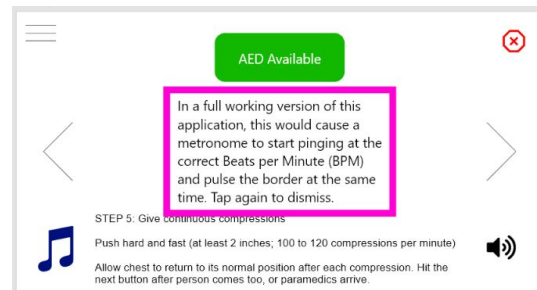 AED Available
In a full working version of this
application, this would cause a
metronome to start pinging at the
correct Beats per Minute (BPM)
and pulse the border at the same
time. Tap again to dismiss.
STEP 5: Give continuous compressions
Push hard and fast (at least 2 inches; 100 to 120 compressions per minute)
Allow chest to return to its normal position after each compression. Hit the
next button after person comes too, or paramedics arrive.